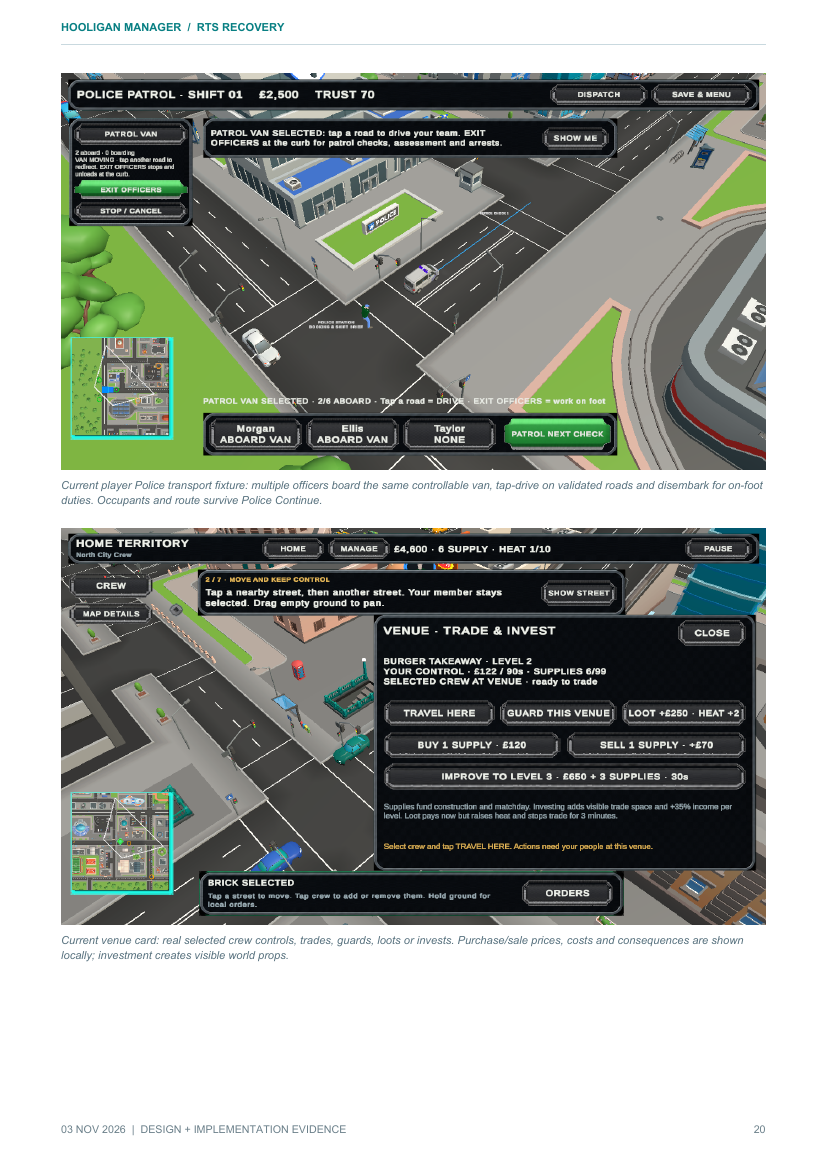 HOOLIGAN MANAGER / RTS RECOVERY
POLICE PATROL · SHIFT 01 £2,500 TRUST 70
DISPATCH
SAVE & MENU
PATROL VAN
2 aboard · 0 boarding
VAN MOVING · tap another road to
redirect. EXIT OFFICERS stops and
unloads at the curb.
EXIT OFFICERS
STOP / CANCEL
PATROL VAN SELECTED: tap a road to drive your team. EXIT
OFFICERS at the curb for patrol checks, assessment and arrests.
SHOW ME
POLICE
POLICE STATION
PATROL VAN SELECTED · 2/6 ABOARD · Tap a road = DRIVE · EXIT OFFICERS = work on foot
Morgan
ABOARD VAN
Ellis
ABOARD VAN
Taylor
NONE
PATROL NEXT CHECK
Current player Police transport fixture: multiple officers board the same controllable van, tap-drive on validated roads and disembark for on-foot
duties. Occupants and route survive Police Continue.
HOME TERRITORY
North City Crew
HOME
MANAGE
£4,600 · 6 SUPPLY · HEAT 1/10
PAUSE
CREW
MAP DETAILS
2 / 7 · MOVE AND KEEP CONTROL
Tap a nearby street, then another street. Your member stays
selected. Drag empty ground to pan.
SHOW STREET
VENUE · TRADE & INVEST
CLOSE
BURGER TAKEAWAY · LEVEL 2
YOUR CONTROL · £122 / 90s · SUPPLIES 6/99
SELECTED CREW AT VENUE · ready to trade
TRAVEL HERE
GUARD THIS VENUE
LOOT +£250 · HEAT +2
BUY 1 SUPPLY · £120
SELL 1 SUPPLY · +£70
IMPROVE TO LEVEL 3 · £650 + 3 SUPPLIES · 30s
Supplies fund construction and matchday. Investing adds visible trade space and +35% income per
level. Loot pays now but raises heat and stops trade for 3 minutes.
Select crew and tap TRAVEL HERE. Actions need your people at this venue.
BRICK SELECTED
Tap a street to move. Tap crew to add or remove them. Hold ground for
local orders.
ORDERS
Current venue card: real selected crew controls, trades, guards, loots or invests. Purchase/sale prices, costs and consequences are shown
locally; investment creates visible world props.
03 NOV 2026 | DESIGN + IMPLEMENTATION EVIDENCE
20